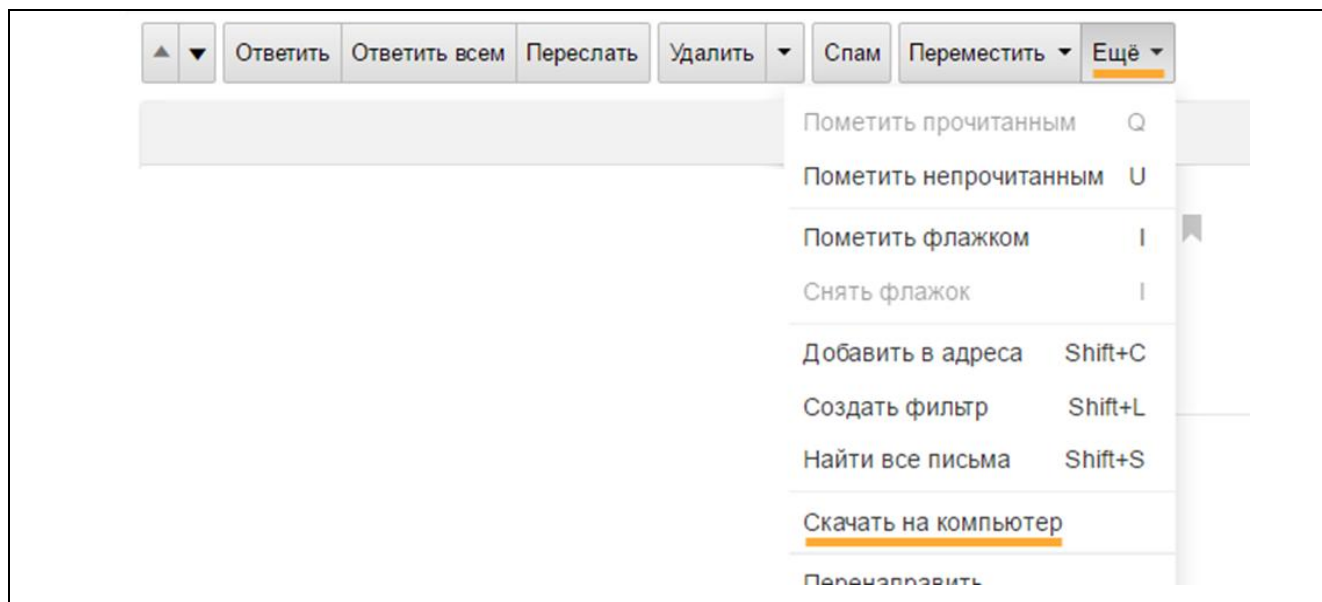 Ответить Ответить всем Переслать Удалить Спам Переместить Ещё
Пометить прочитанным Q
Пометить непрочитанным U
Пометить флажком I
Снять флажок I
Добавить в адреса Shift+C
Создать фильтр Shift+L
Найти все письма Shift+S
Скачать на компьютер
Перенаправить